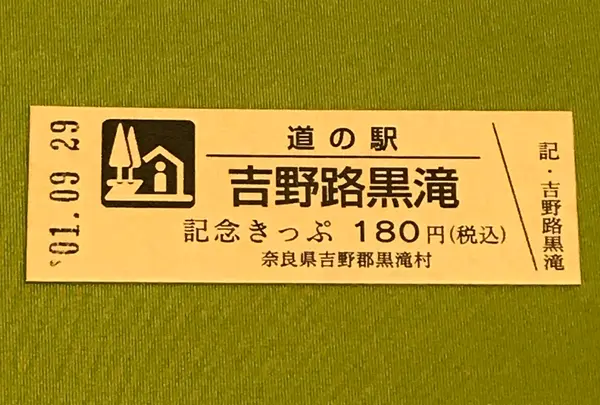 01.09 29
道の駅
吉野路黒滝
記念きっぷ 180円(税込)
奈良県吉野郡黒滝村
記・吉野路黒滝